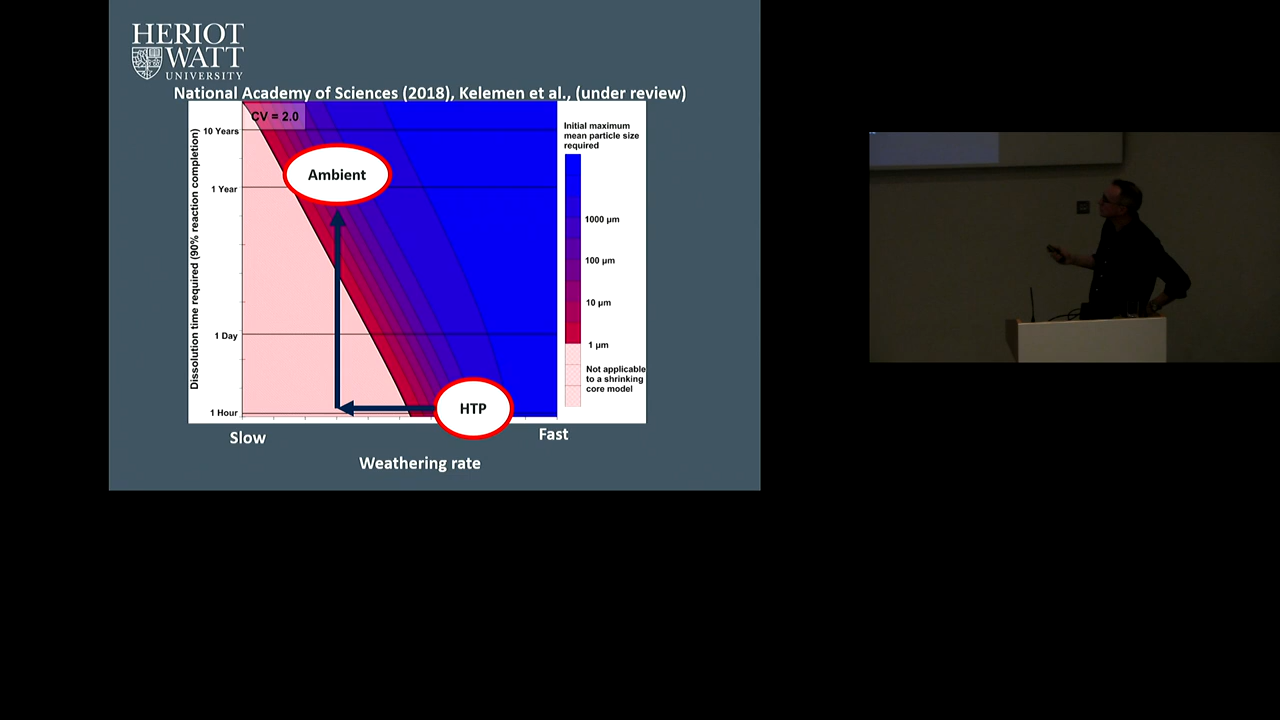 HERIOT
WATT
UNIVERSITY
National Academy of Sciences (2018), Kelemen et al., (under review)
CV = 2.0
Dissolution time required (90% reaction completion)
10 Years
1 Year
1 Day
1 Hour
Ambient
HTP
Initial maximum
mean particle size
required
1000 µm
100 µm
10 µm
1 µm
Not applicable
to a shrinking
core model
Slow
Fast
Weathering rate